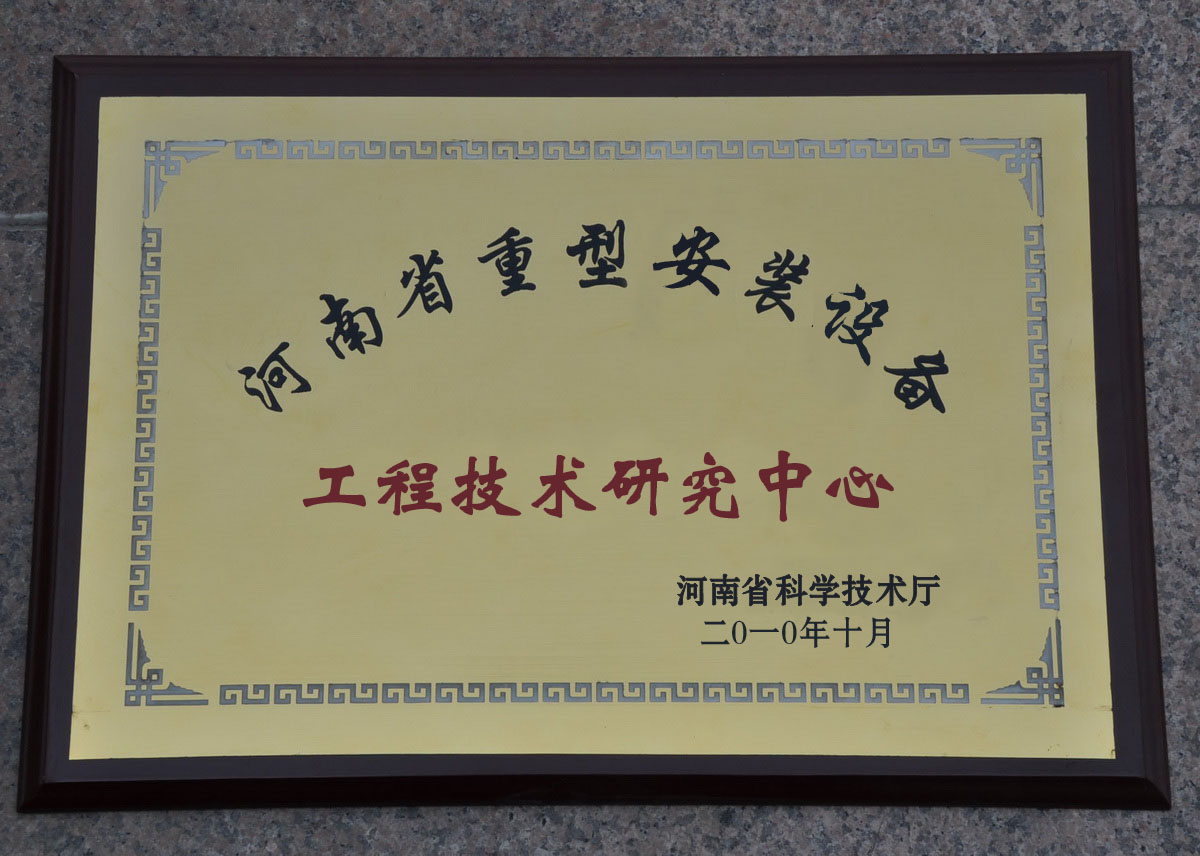 河南省重型安装设备
工程技术研究中心
河南省科学技术厅
二0一0年十月